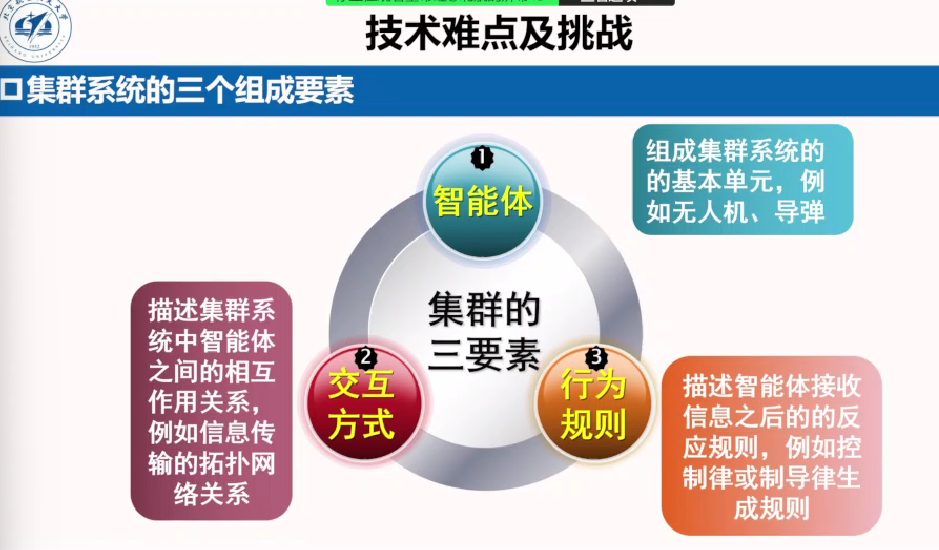 技术难点及挑战
口集群系统的三个组成要素
1
智能体
组成集群系统的
的基本单元，例
如无人机、导弹
集群的
三要素
描述集群系
统中智能体
之间的相互
作用关系，
例如信息传
输的拓扑网
络关系
2
交互
方式
3
行为
规则
描述智能体接收
信息之后的的反
应规则，例如控
制律或制导律生
成规则